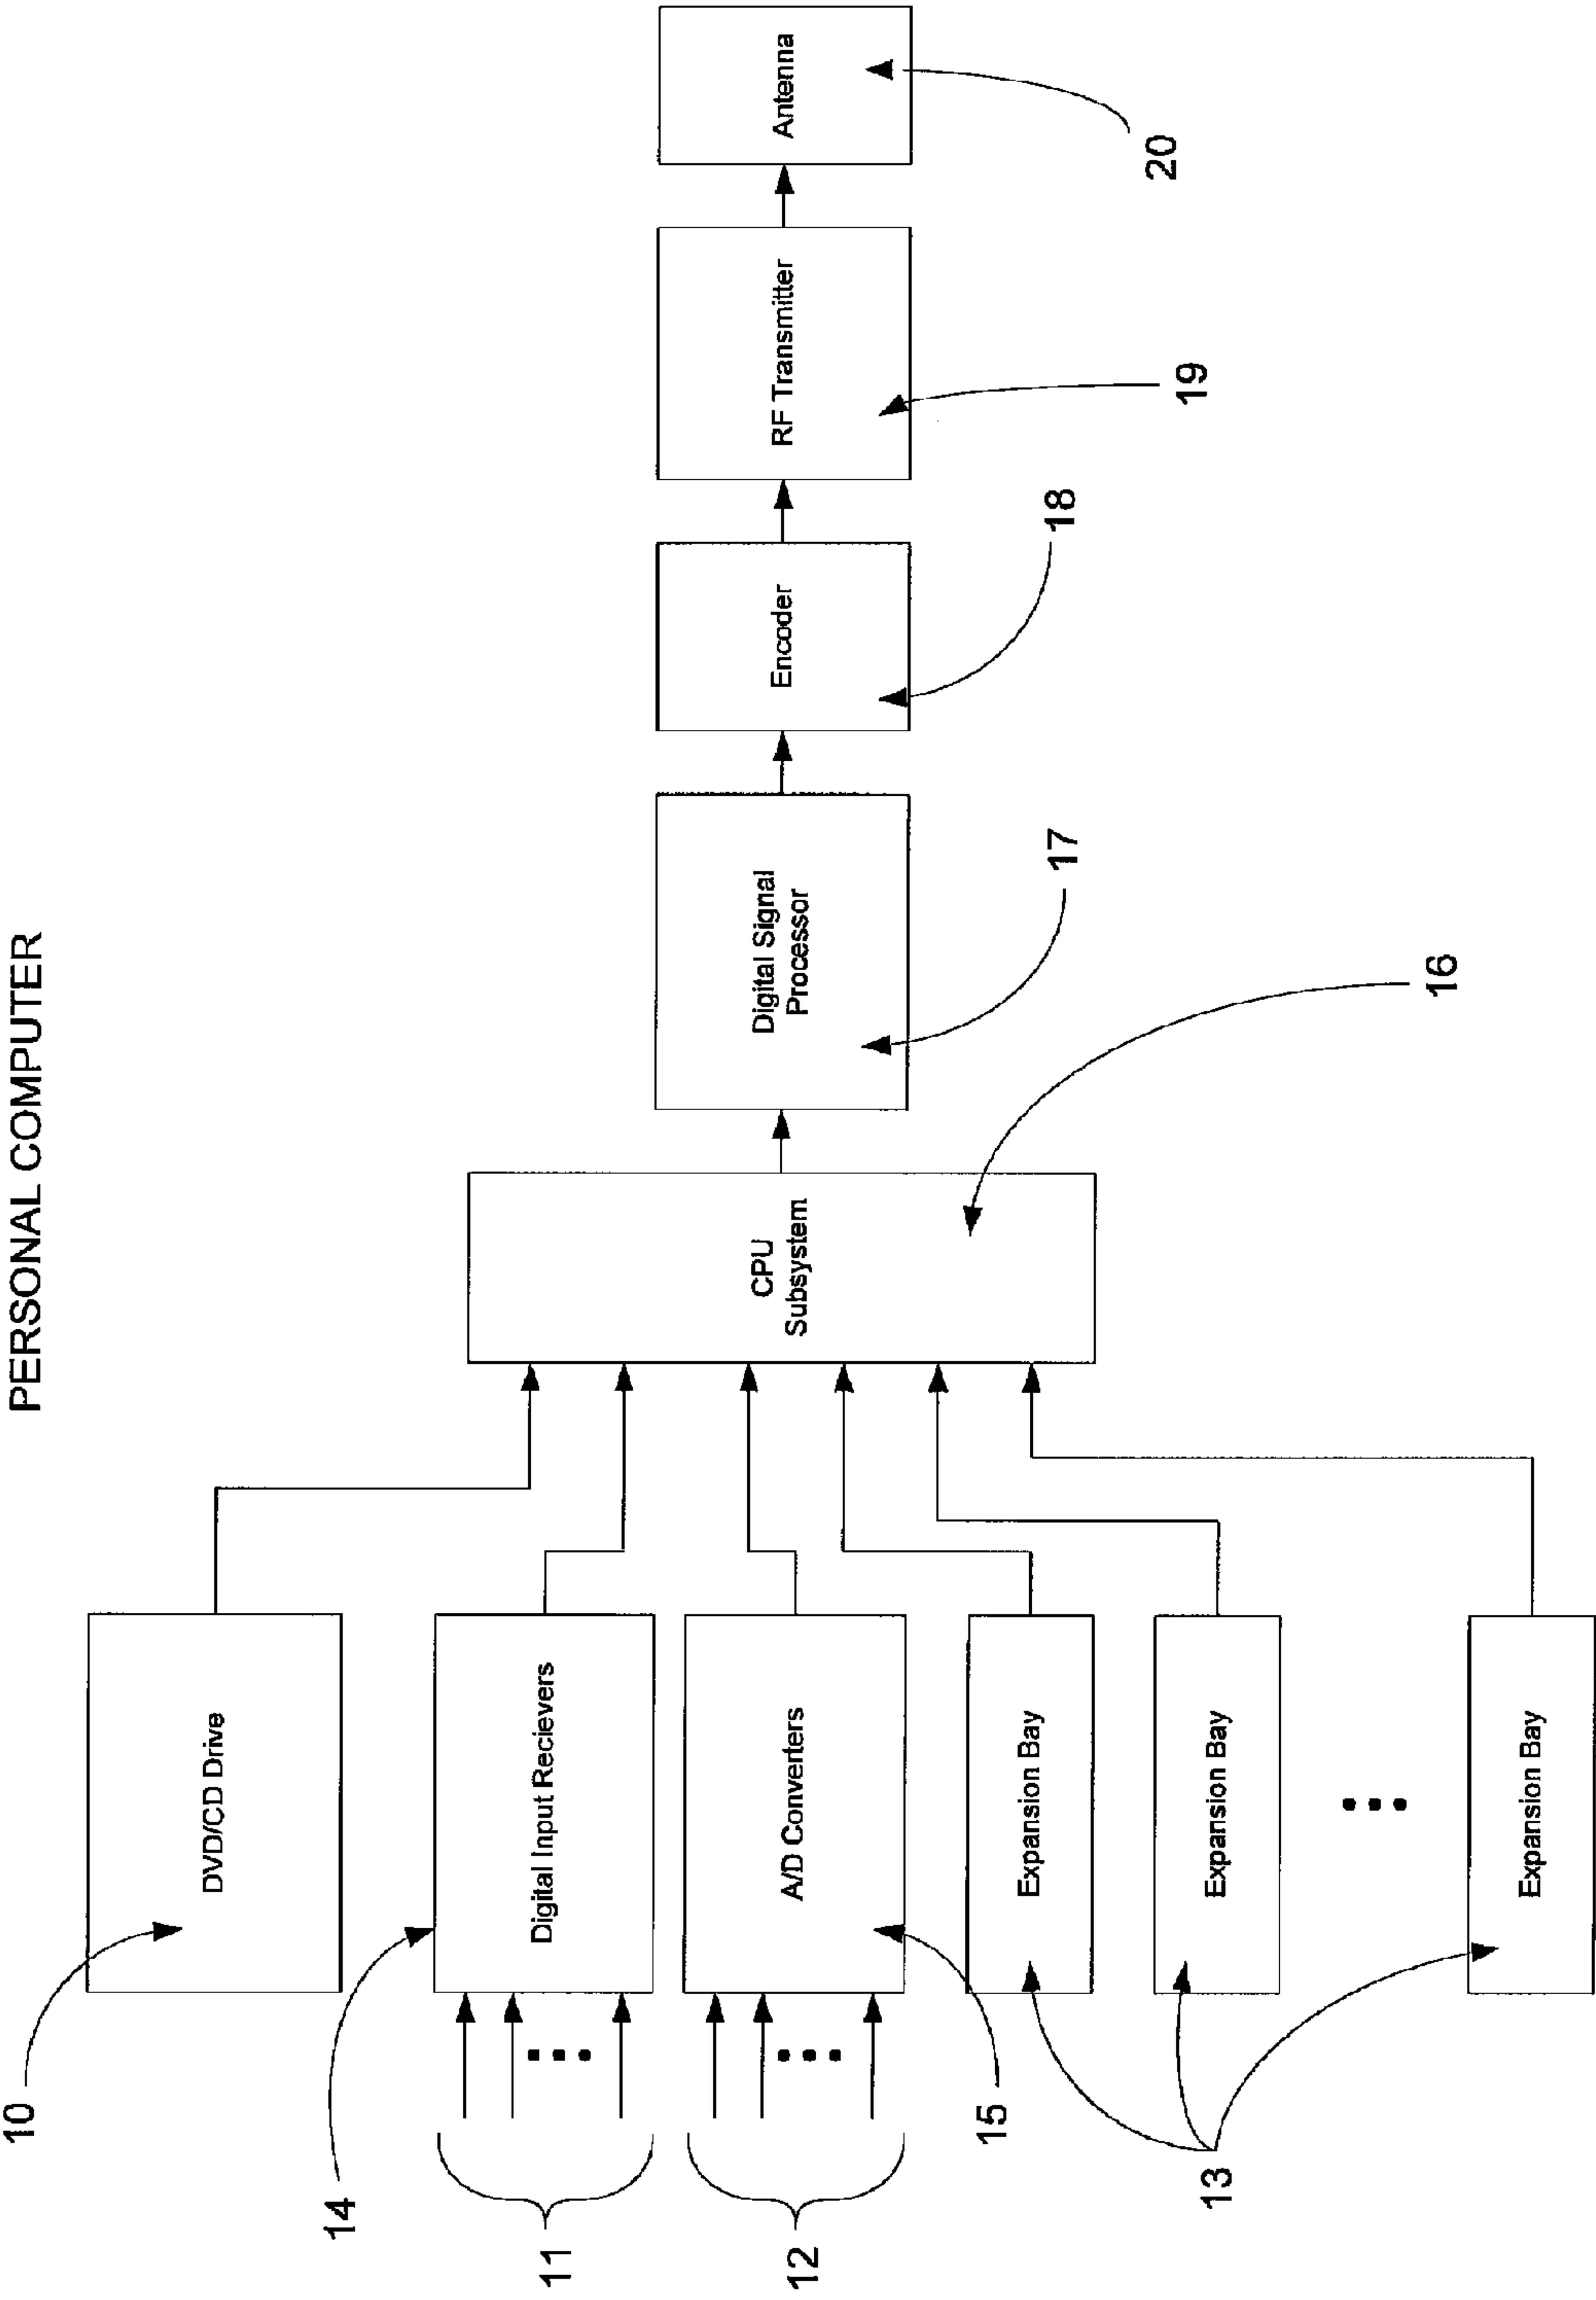 PERSONAL COMPUTER
10
DVD/CD Drive
14
11
Digital Input Recievers
12
A/D Converters
15
13
Expansion Bay
Expansion Bay
Expansion Bay
CPU
Subsystem
16
Digital Signal
Processor
17
Encoder
18
RF Transmitter
19
Antenna
20